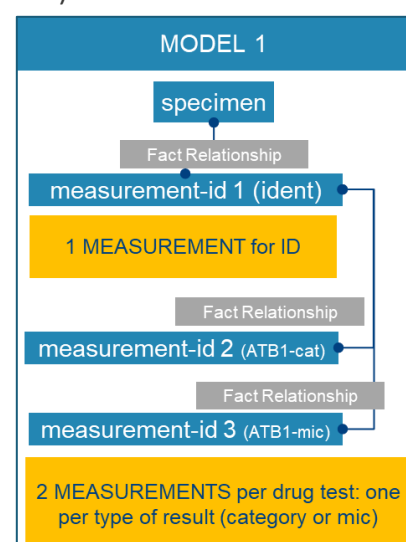 MODEL 1
specimen
Fact Relationship
measurement-id 1 (ident)
1 MEASUREMENT for ID
Fact Relationship
measurement-id 2 (ATB1-cat)
Fact Relationship
measurement-id 3 (ATB1-mic)
2 MEASUREMENTS per drug test: one
per type of result (category or mic)